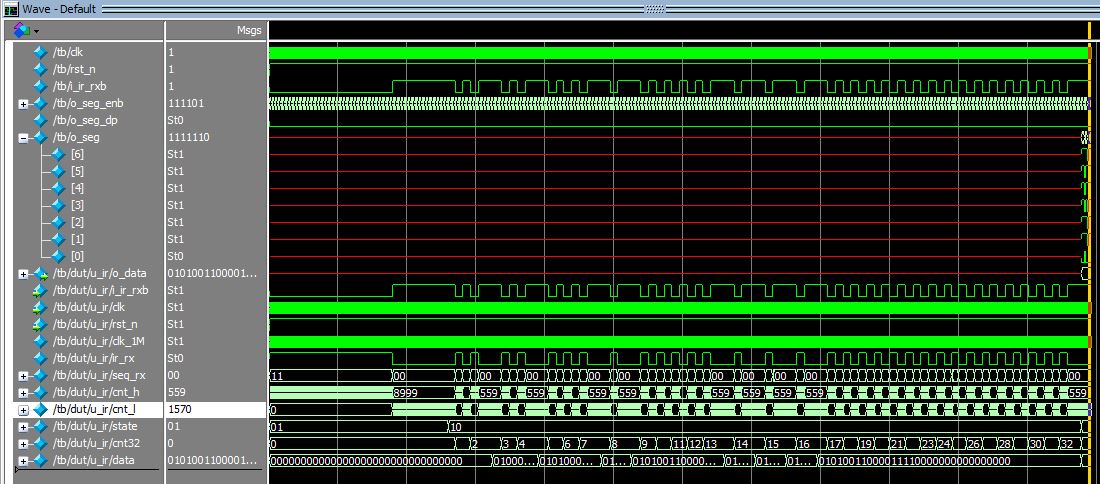 Wave - Default
Msgs
/tb/clk 1
/tb/rst_n 1
/tb/i_ir_rxb 1
/tb/o_seg_enb 111101
/tb/o_seg_dp St0
/tb/o_seg 1111110
[6] St1
[5] St1
[4] St1
[3] St1
[2] St1
[1] St1
[0] St0
/tb/dut/u_ir/o_data 0101001100001...
/tb/dut/u_ir/i_ir_rxb St1
/tb/dut/u_ir/clk St1
/tb/dut/u_ir/rst_n St1
/tb/dut/u_ir/clk_1M St1
/tb/dut/u_ir/ir_rx St0
/tb/dut/u_ir/seq_rx 00 11 00 00 00 00 00 00 00 00 00 00 00
/tb/dut/u_ir/cnt_h 559 8999 559 559 559 559 559 559 559 559 559
/tb/dut/u_ir/cnt_l 1570 0
/tb/dut/u_ir/state 01 01 10
/tb/dut/u_ir/cnt32 0 0 2 3 4 6 7 8 9 11 12 13 14 15 16 17 19 21 23 24 26 28 30 32
/tb/dut/u_ir/data 0101001100001... 00000000000000000000000000000000 01000... 0101000... 01... 010100110000... 01... 01... 01... 01010011000011110000000000000000